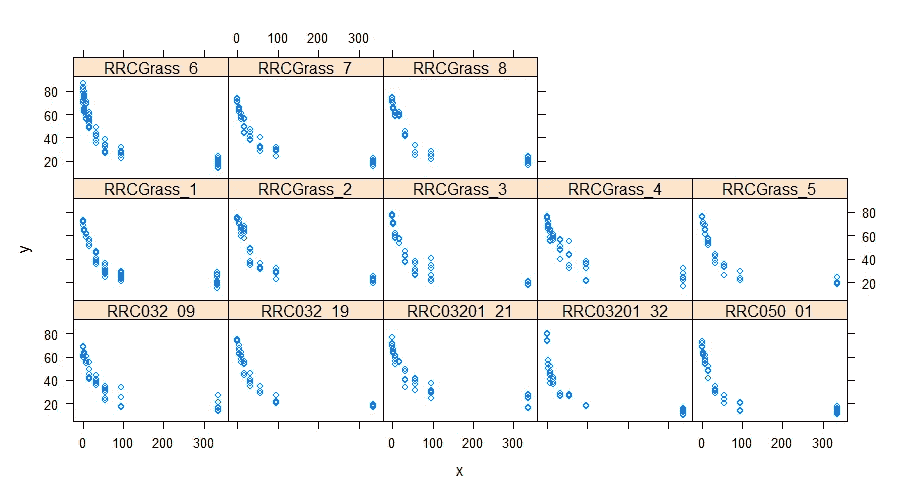 0 100 200 300
RRCGrass_6 RRCGrass_7 RRCGrass_8
80
60
40
20
RRCGrass_1 RRCGrass_2 RRCGrass_3 RRCGrass_4 RRCGrass_5
80
60
40
20
y
RRC032_09 RRC032_19 RRC03201_21 RRC03201_32 RRC050_01
80
60
40
20
0 100 200 300 0 100 200 300 0 100 200 300
x